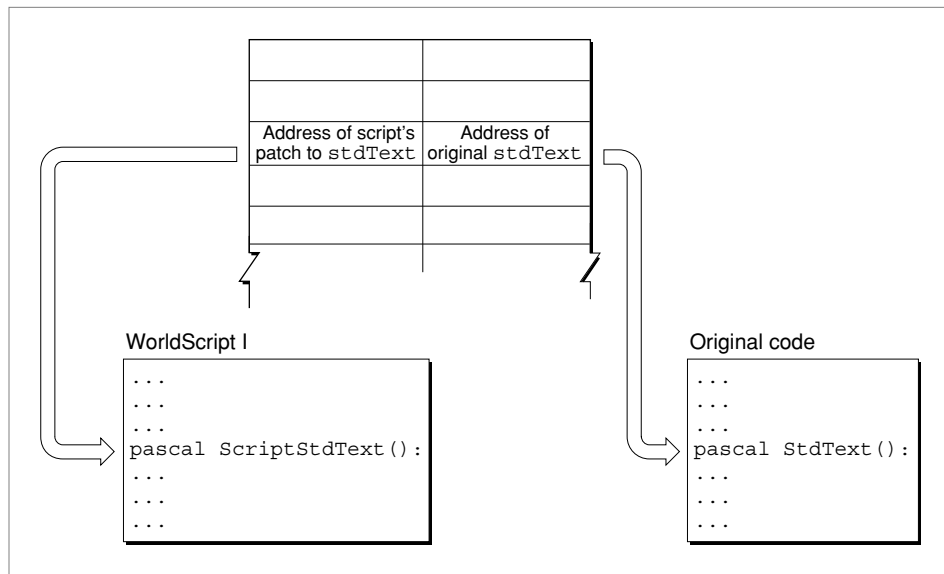 Address of script's
patch to stdText
Address of
original stdText
WorldScript I
...
...
...
pascal ScriptStdText():
...
...
...
Original code
...
...
...
pascal StdText():
...
...
...